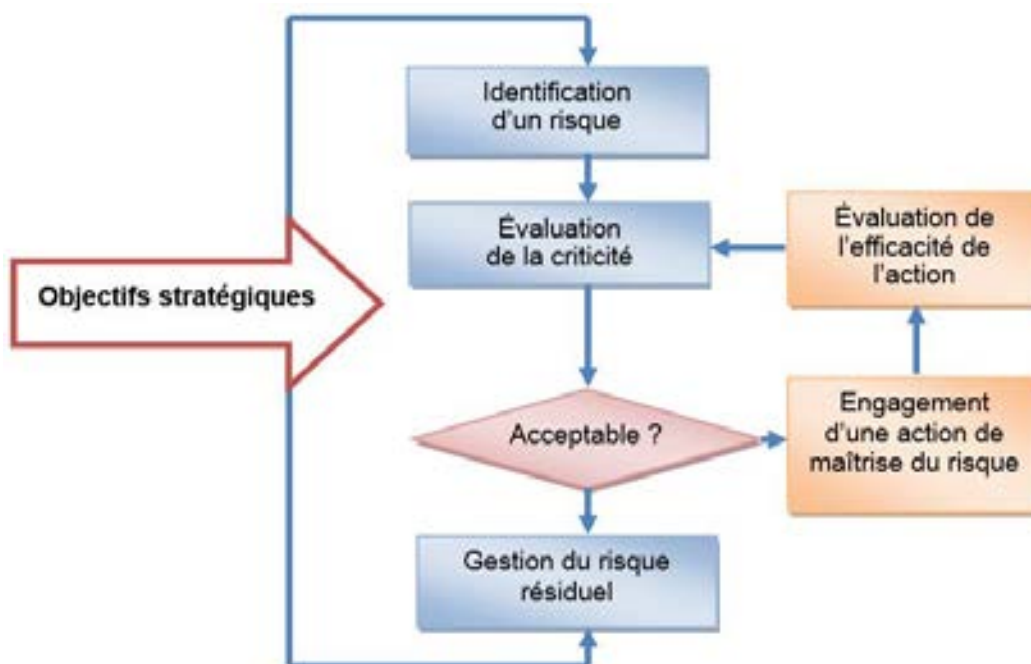 Identification
d'un risque
Évaluation
de la criticité
Évaluation de
l'efficacité de
l'action
Objectifs stratégiques
Acceptable ?
Engagement
d'une action de
maîtrise du risque
Gestion du risque
résiduel